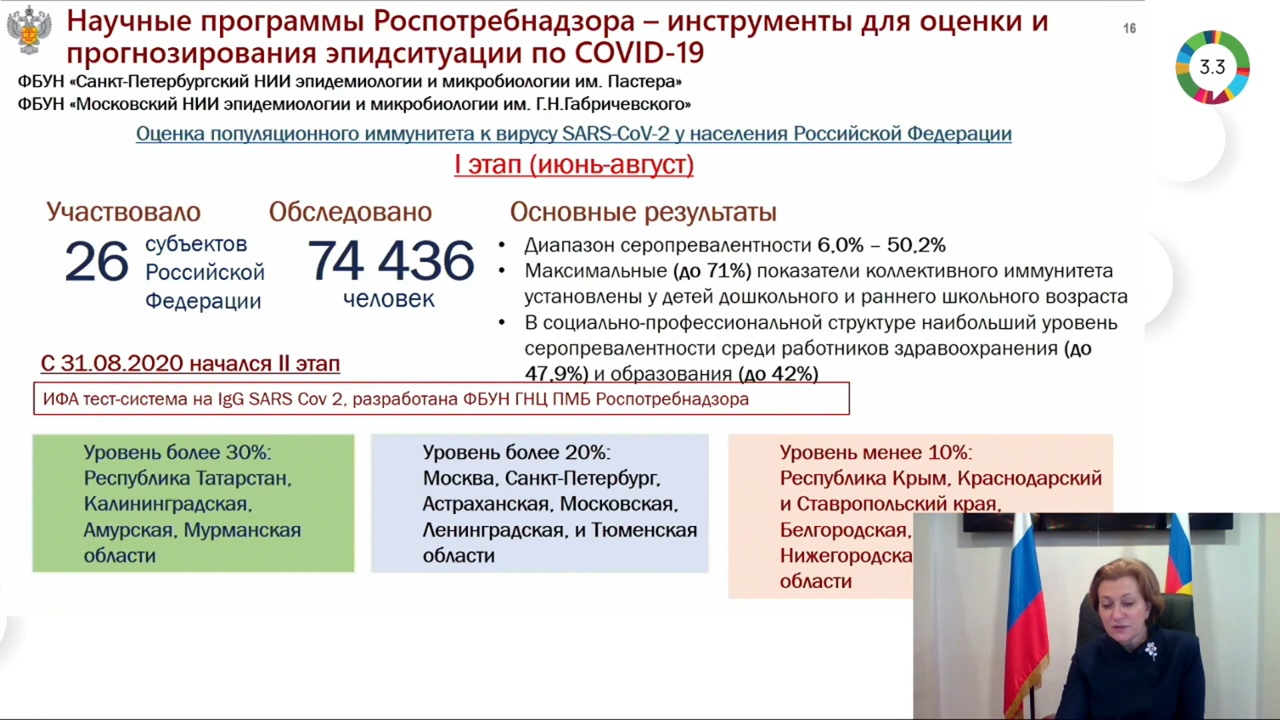 Научные программы Роспотребнадзора – инструменты для оценки и
прогнозирования эпидситуации по COVID-19
16
3.3
ФБУН «Санкт-Петербургский НИИ эпидемиологии и микробиологии им. Пастера»
ФБУН «Московский НИИ эпидемиологии и микробиологии им. Г.Н.Габричевского»
Оценка популяционного иммунитета к вирусу SARS-CoV-2 у населения Российской Федерации
I этап (июнь-август)
Участвовало
26 субъектов
Российской
Федерации
Обследовано
74 436
человек
Основные результаты
• Диапазон серопревалентности 6,0% – 50,2%
• Максимальные (до 71%) показатели коллективного иммунитета
установлены у детей дошкольного и раннего школьного возраста
• В социально-профессиональной структуре наибольший уровень
серопревалентности среди работников здравоохранения (до
47,9%) и образования (до 42%)
С 31.08.2020 начался II этап
ИФА тест-система на IgG SARS Cov 2, разработана ФБУН ГНЦ ПМБ Роспотребнадзора
Уровень более 30%:
Республика Татарстан,
Калининградская,
Амурская, Мурманская
области
Уровень более 20%:
Москва, Санкт-Петербург,
Астраханская, Московская,
Ленинградская, и Тюменская
области
Уровень менее 10%:
Республика Крым, Краснодарский
и Ставропольский края,
Белгородская,
Нижегородска
области